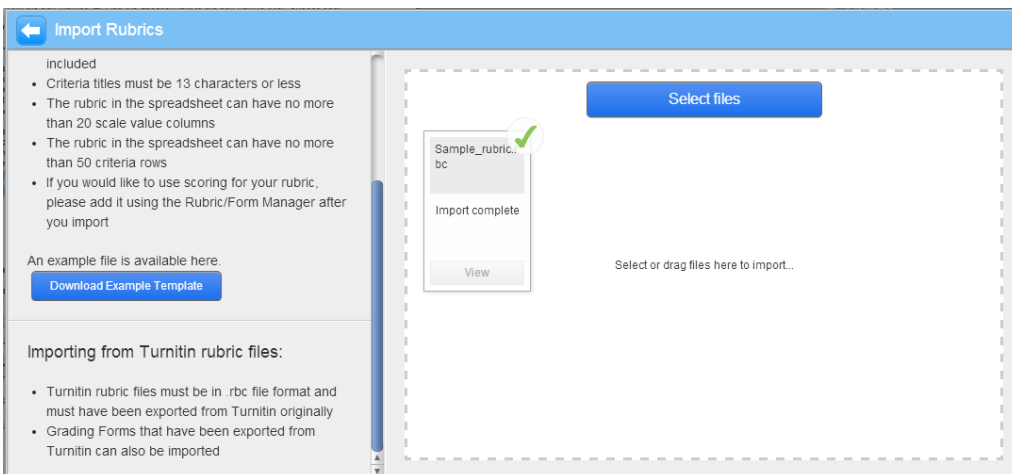 Import Rubrics
included
• Criteria titles must be 13 characters or less
• The rubric in the spreadsheet can have no more
than 20 scale value columns
• The rubric in the spreadsheet can have no more
than 50 criteria rows
• If you would like to use scoring for your rubric,
please add it using the Rubric/Form Manager after
you import
An example file is available here.
Download Example Template
Importing from Turnitin rubric files:
• Turnitin rubric files must be in .rbc file format and
must have been exported from Turnitin originally
• Grading Forms that have been exported from
Turnitin can also be imported
Select files
Sample_rubric.r
bc
Import complete
View
Select or drag files here to import...